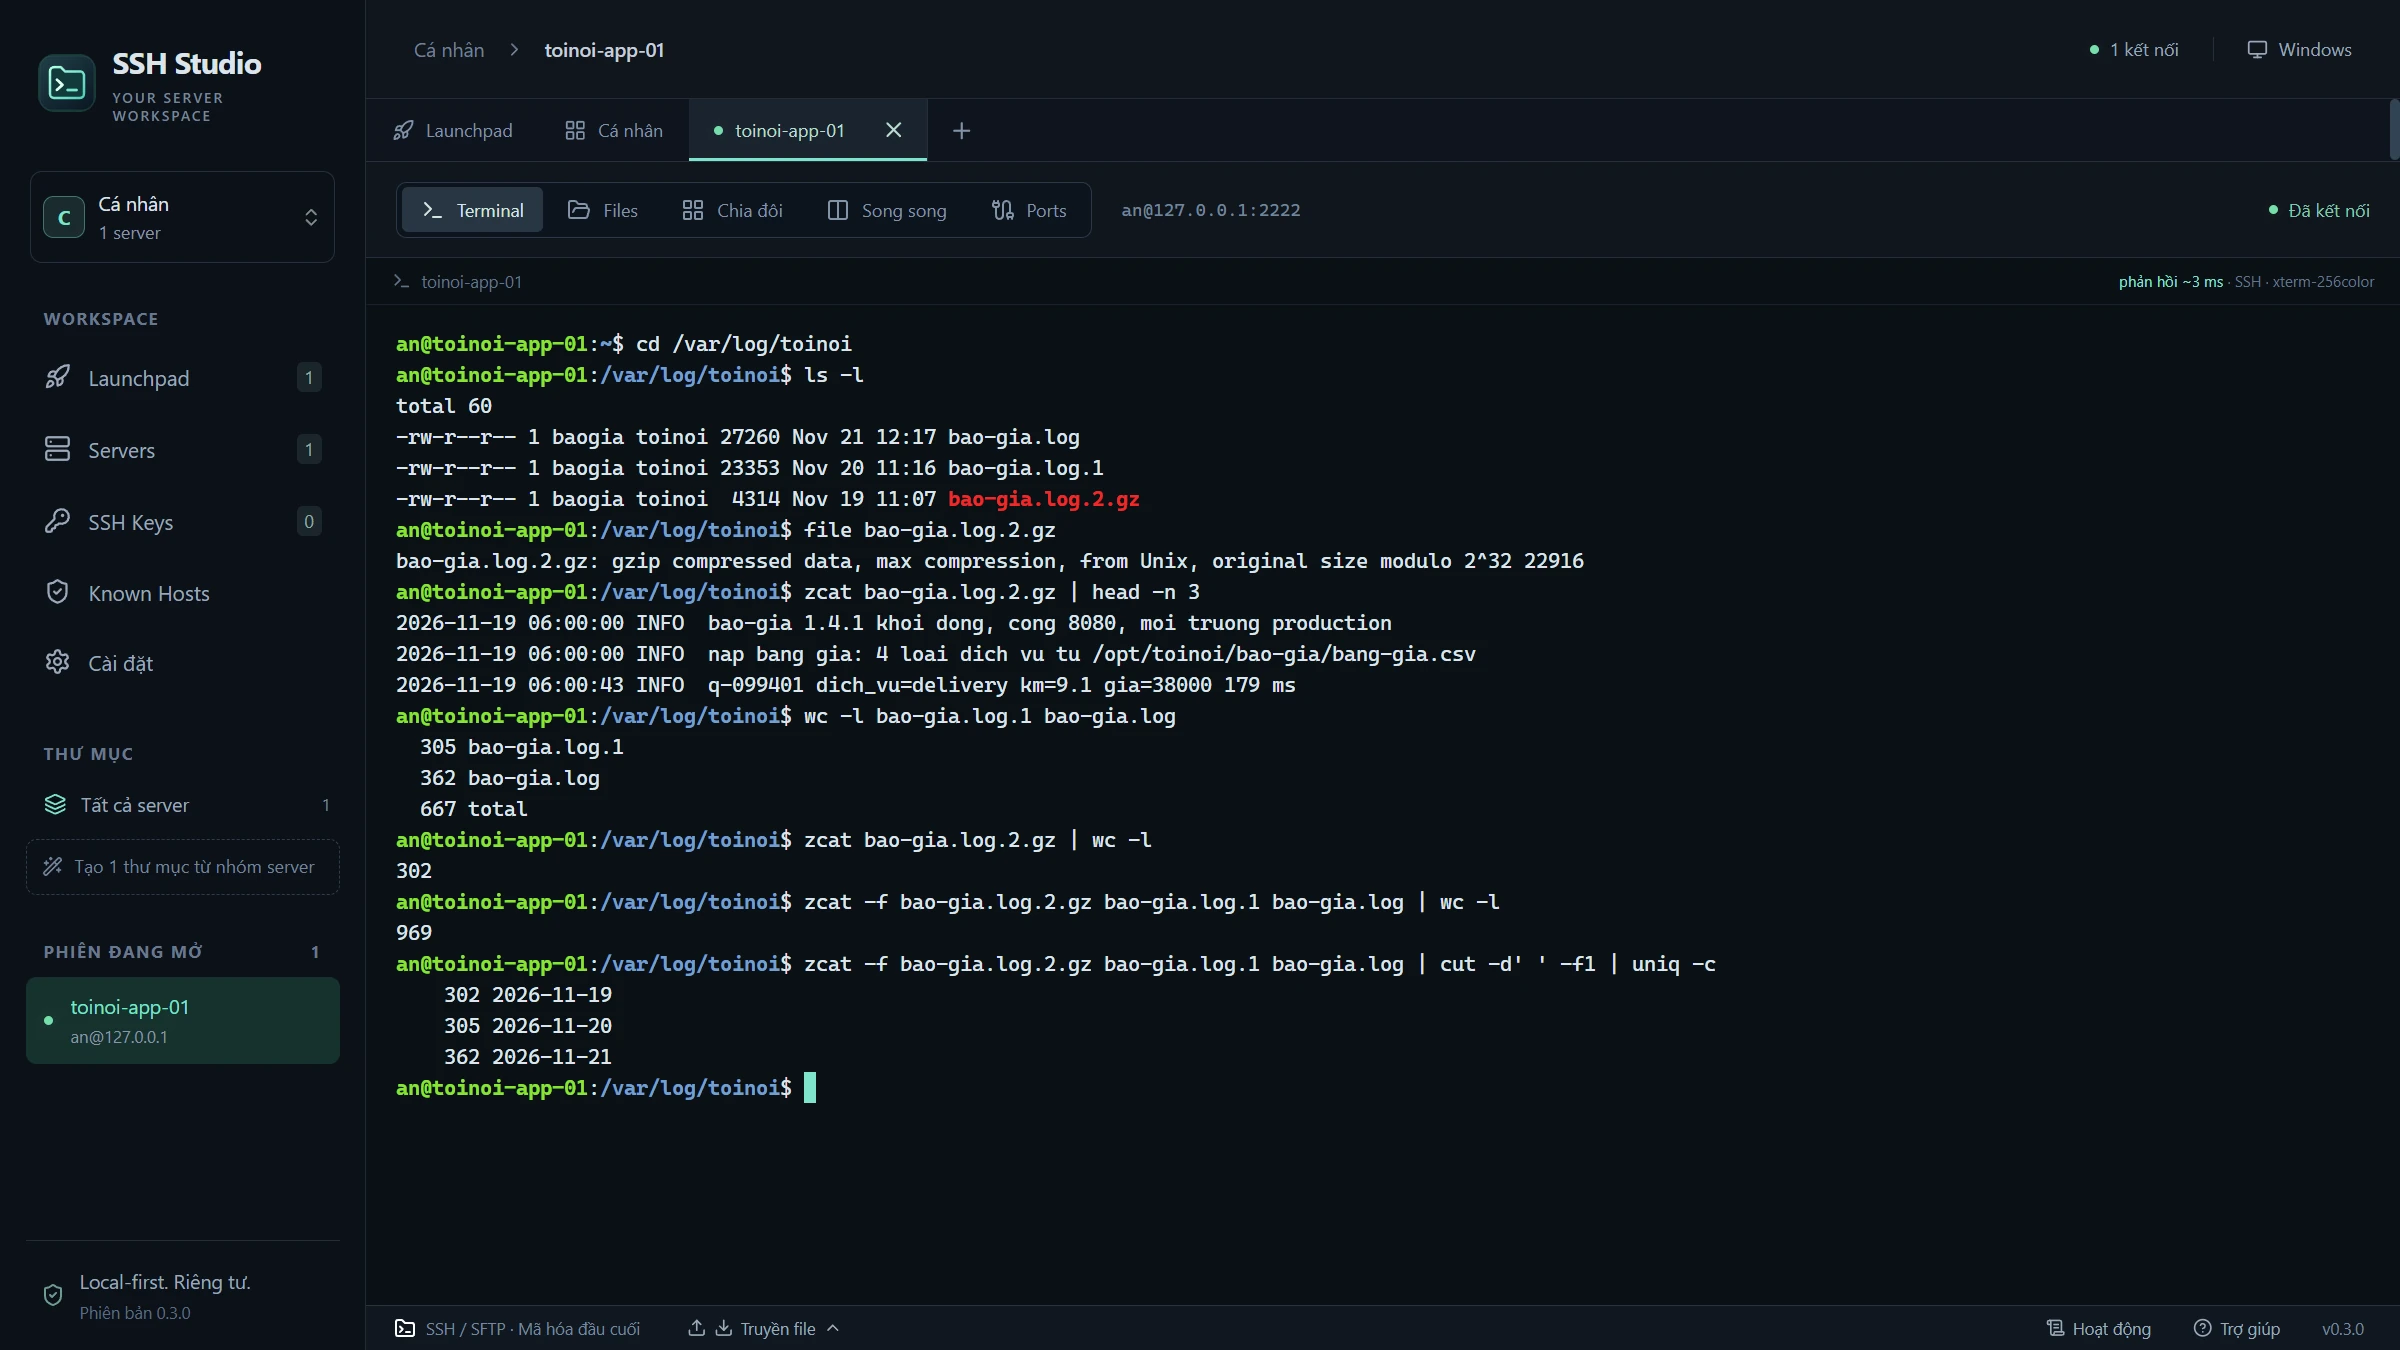 SSH Studio
YOUR SERVER
WORKSPACE
C
Cá nhân
1 server
WORKSPACE
Launchpad 1
Servers 1
SSH Keys 0
Known Hosts
Cài đặt
THƯ MỤC
Tất cả server 1
Tạo 1 thư mục từ nhóm server
PHIÊN ĐANG MỞ 1
toinoi-app-01
an@127.0.0.1
Local-first. Riêng tư.
Phiên bản 0.3.0
Cá nhân > toinoi-app-01
1 kết nối
Windows
Launchpad
Cá nhân
toinoi-app-01
Terminal
Files
Chia đôi
Song song
Ports
an@127.0.0.1:2222
Đã kết nối
toinoi-app-01
phản hồi ~3 ms · SSH · xterm-256color
an@toinoi-app-01:~$ cd /var/log/toinoi
an@toinoi-app-01:/var/log/toinoi$ ls -l
total 60
-rw-r--r-- 1 baogia toinoi 27260 Nov 21 12:17 bao-gia.log
-rw-r--r-- 1 baogia toinoi 23353 Nov 20 11:16 bao-gia.log.1
-rw-r--r-- 1 baogia toinoi  4314 Nov 19 11:07 bao-gia.log.2.gz
an@toinoi-app-01:/var/log/toinoi$ file bao-gia.log.2.gz
bao-gia.log.2.gz: gzip compressed data, max compression, from Unix, original size modulo 2^32 22916
an@toinoi-app-01:/var/log/toinoi$ zcat bao-gia.log.2.gz | head -n 3
2026-11-19 06:00:00 INFO  bao-gia 1.4.1 khoi dong, cong 8080, moi truong production
2026-11-19 06:00:00 INFO  nap bang gia: 4 loai dich vu tu /opt/toinoi/bao-gia/bang-gia.csv
2026-11-19 06:00:43 INFO  q-099401 dich_vu=delivery km=9.1 gia=38000 179 ms
an@toinoi-app-01:/var/log/toinoi$ wc -l bao-gia.log.1 bao-gia.log
  305 bao-gia.log.1
  362 bao-gia.log
  667 total
an@toinoi-app-01:/var/log/toinoi$ zcat bao-gia.log.2.gz | wc -l
302
an@toinoi-app-01:/var/log/toinoi$ zcat -f bao-gia.log.2.gz bao-gia.log.1 bao-gia.log | wc -l
969
an@toinoi-app-01:/var/log/toinoi$ zcat -f bao-gia.log.2.gz bao-gia.log.1 bao-gia.log | cut -d' ' -f1 | uniq -c
    302 2026-11-19
    305 2026-11-20
    362 2026-11-21
an@toinoi-app-01:/var/log/toinoi$
SSH / SFTP · Mã hóa đầu cuối
Truyền file
Hoạt động
Trợ giúp
v0.3.0